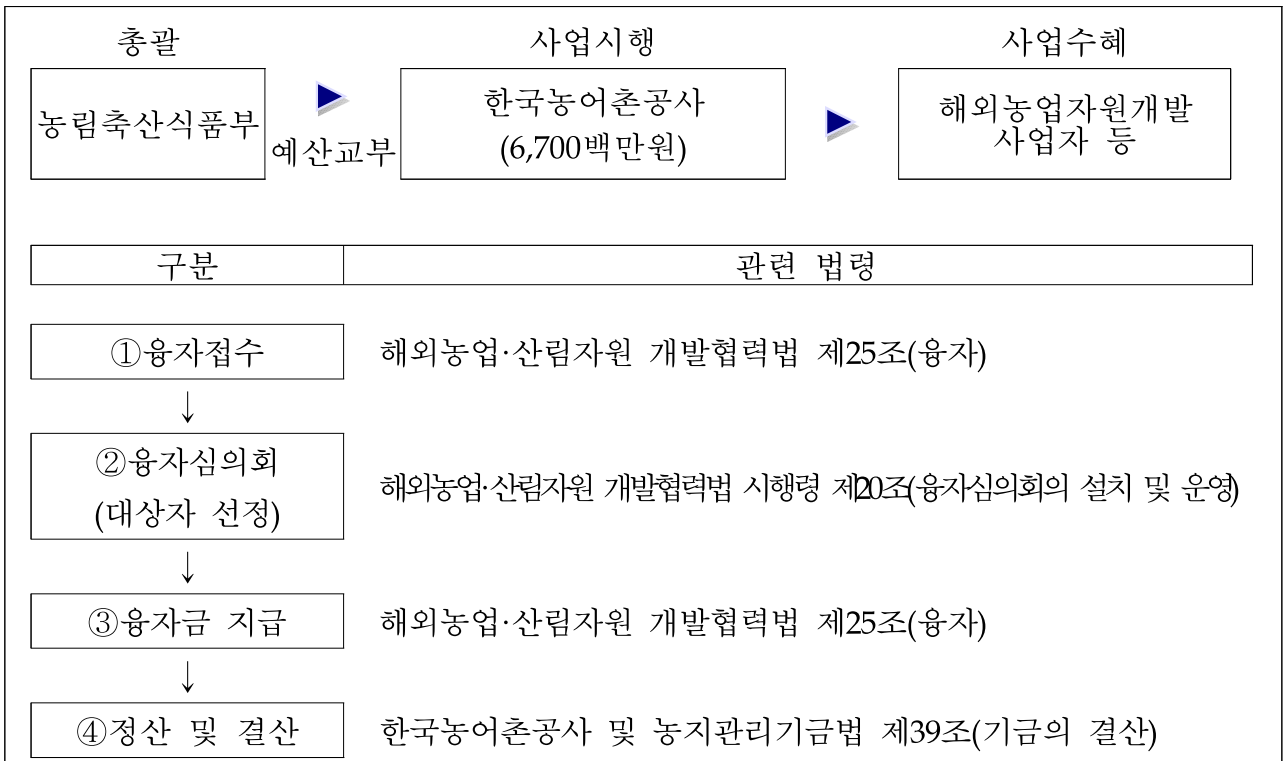 총괄 사업시행 사업수혜
농림축산식품부 ▶ 예산교부 한국농어촌공사 ▶ 해외농업자원개발
(6,700백만원) 사업자 등
구분 관련 법령
①융자접수 해외농업·산림자원 개발협력법 제25조(융자)
↓
②융자심의회
(대상자 선정) 해외농업·산림자원 개발협력법 시행령 제20조(융자심의회의 설치 및 운영)
↓
③융자금 지급 해외농업·산림자원 개발협력법 제25조(융자)
↓
④정산 및 결산 한국농어촌공사 및 농지관리기금법 제39조(기금의 결산)